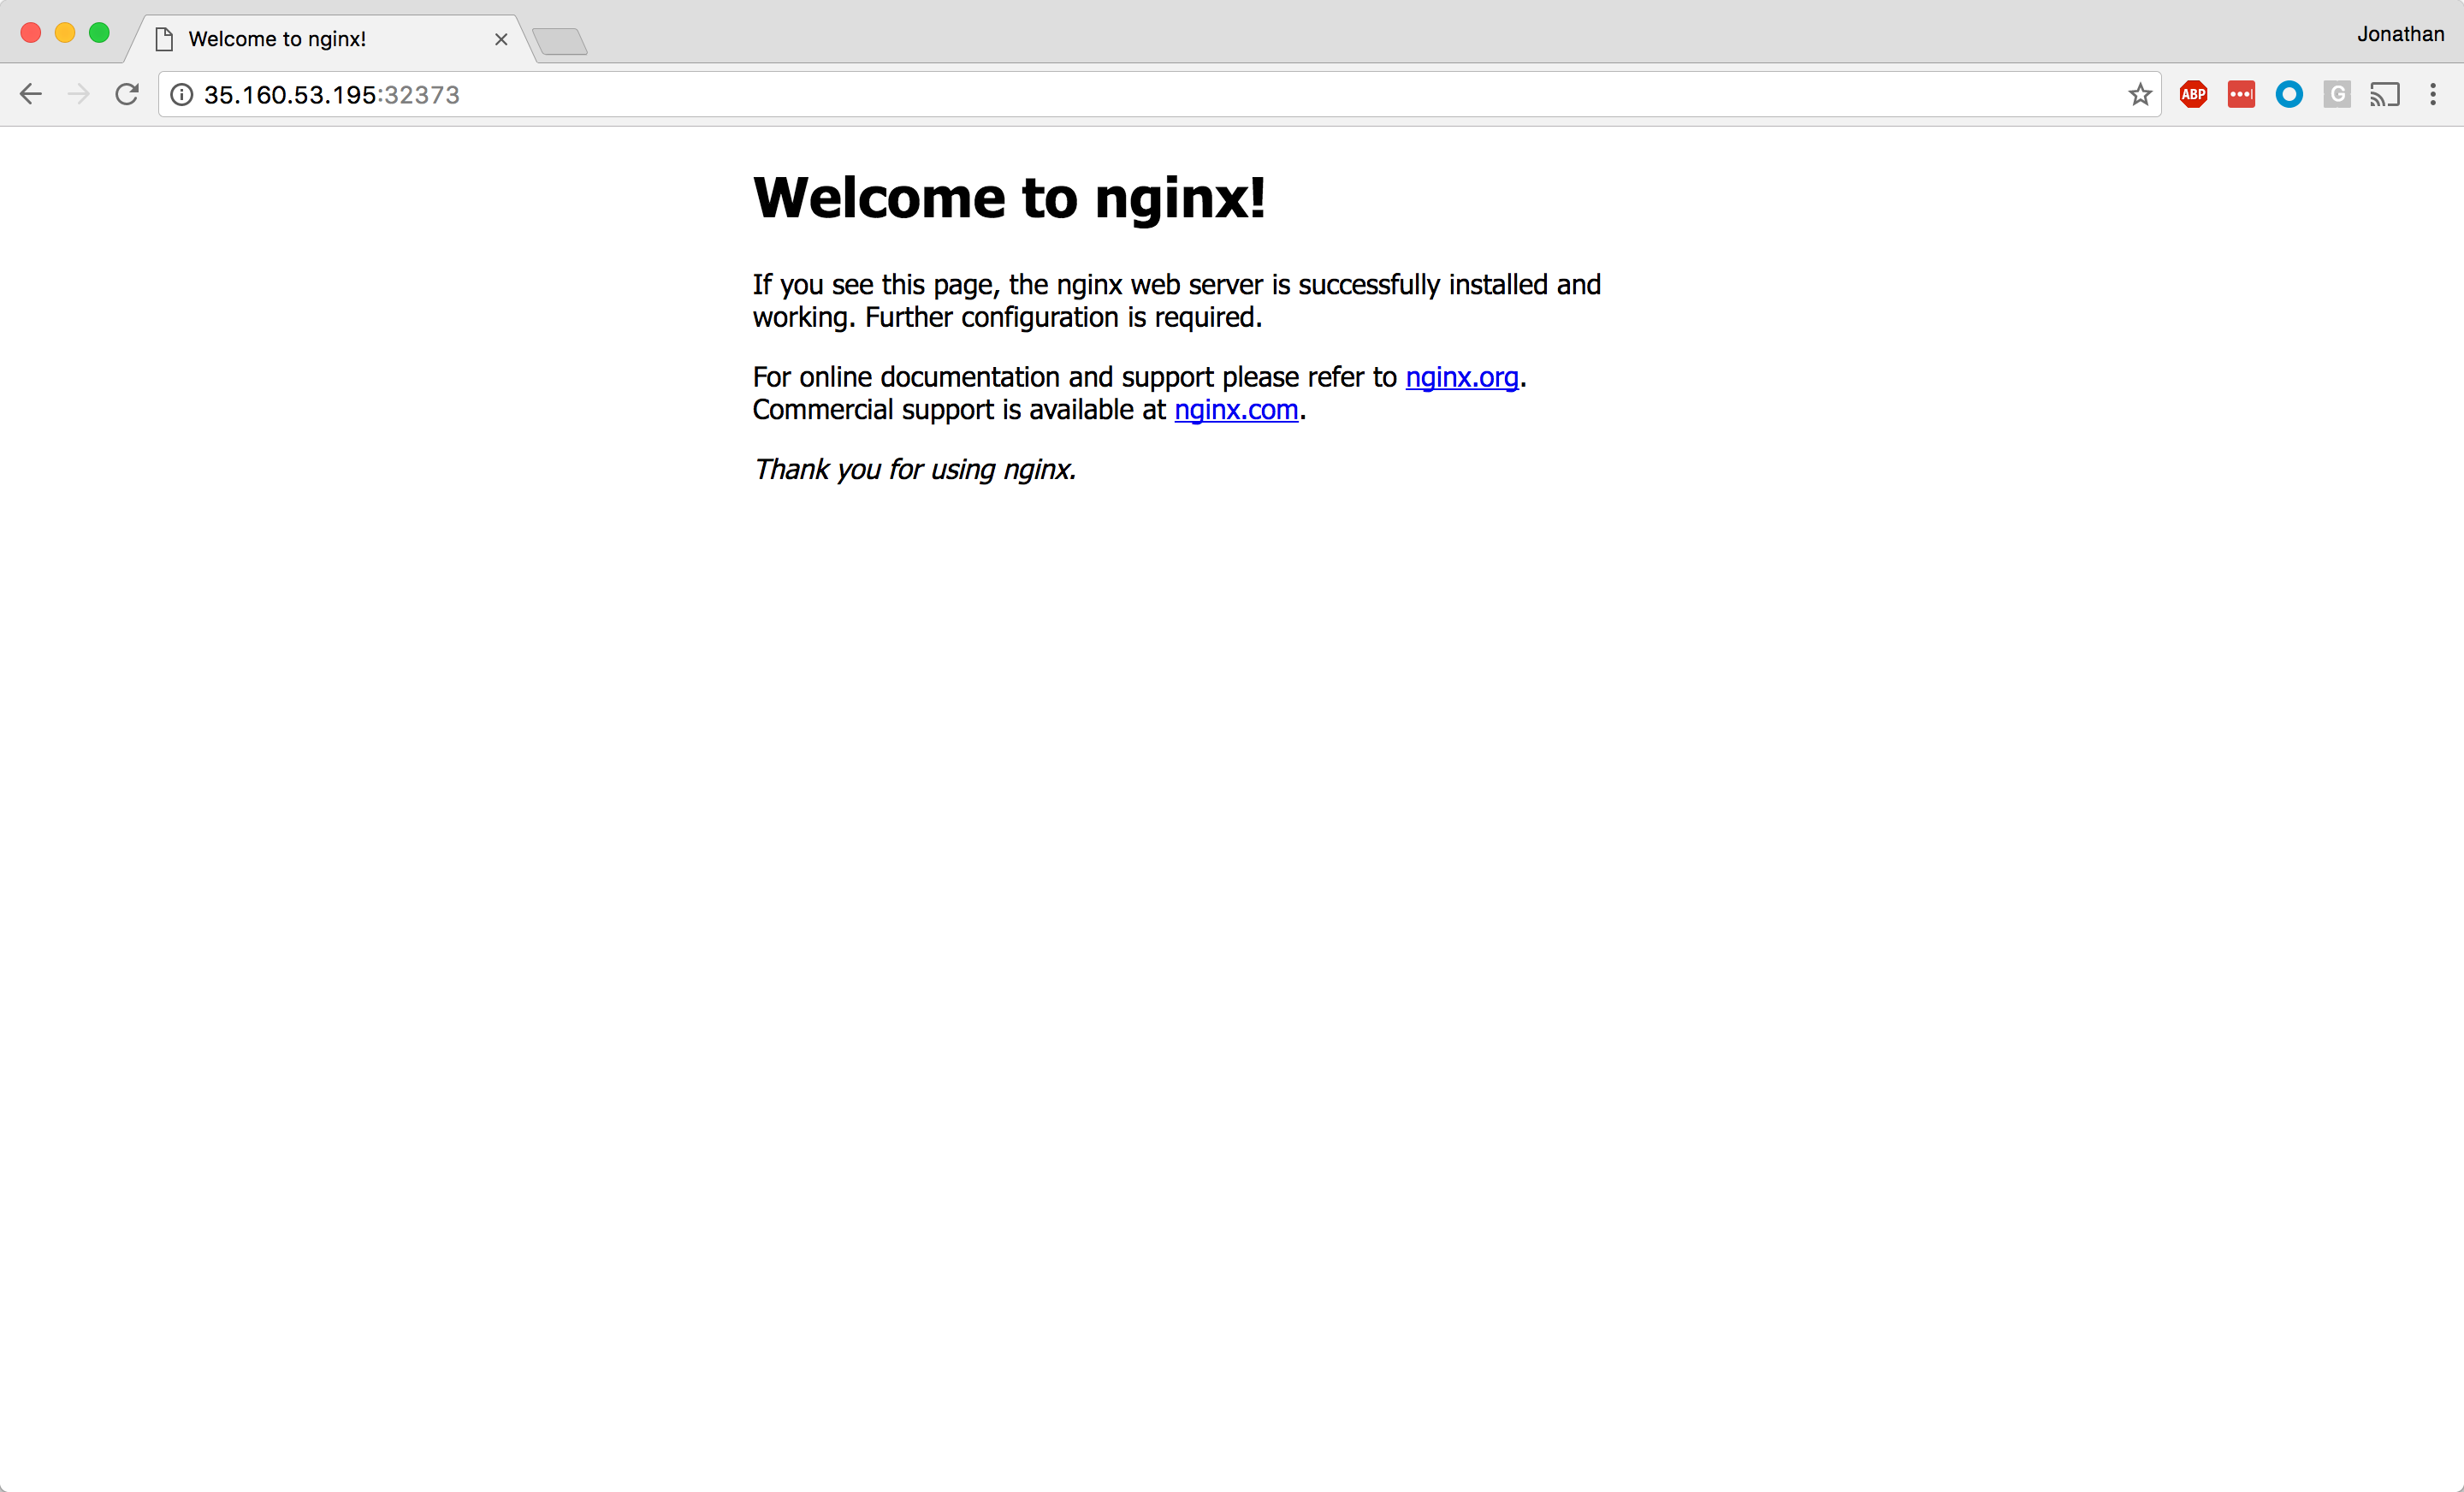 Welcome to nginx!
Jonathan
35.160.53.195:32373
ABP
G
Welcome to nginx!
If you see this page, the nginx web server is successfully installed and
working. Further configuration is required.
For online documentation and support please refer to nginx.org.
Commercial support is available at nginx.com.
Thank you for using nginx.